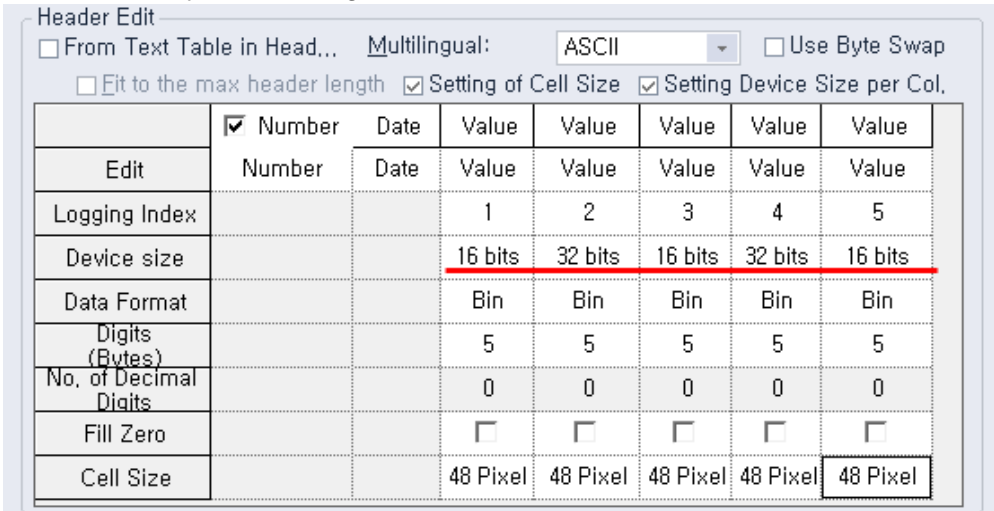 Header Edit
From Text Tab le in Head... Multilingual: ASCII Use Byte Swap
Fit to the max header length Setting of Cell Size Setting Device Size per Col.
Number Date Value Value Value Value Value
Edit Number Date Value Value Value Value Value
Logging Index 1 2 3 4 5
Device size 16 bits 32 bits 16 bits 32 bits 16 bits
Data Format Bin Bin Bin Bin Bin
Digits
(Bytes) 5 5 5 5 5
No. of Decimal
Digits 0 0 0 0 0
Fill Zero
Cell Size 48 Pixel 48 Pixel 48 Pixel 48 Pixel 48 Pixel